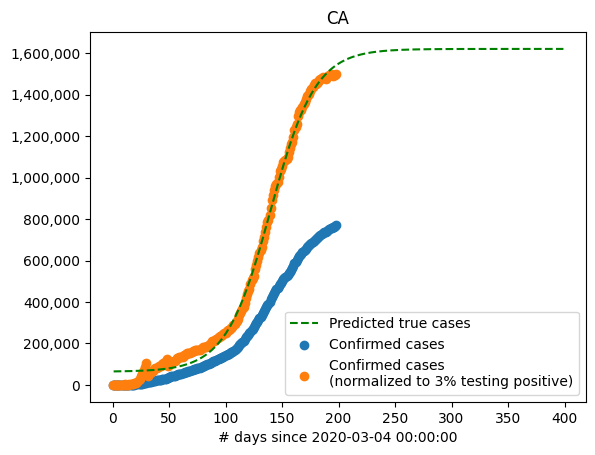 CA
1,600,000
1,400,000
1,200,000
1,000,000
800,000
600,000
400,000
200,000
0
Predicted true cases
Confirmed cases
Confirmed cases
(normalized to 3% testing positive)
0 50 100 150 200 250 300 350 400
# days since 2020-03-04 00:00:00